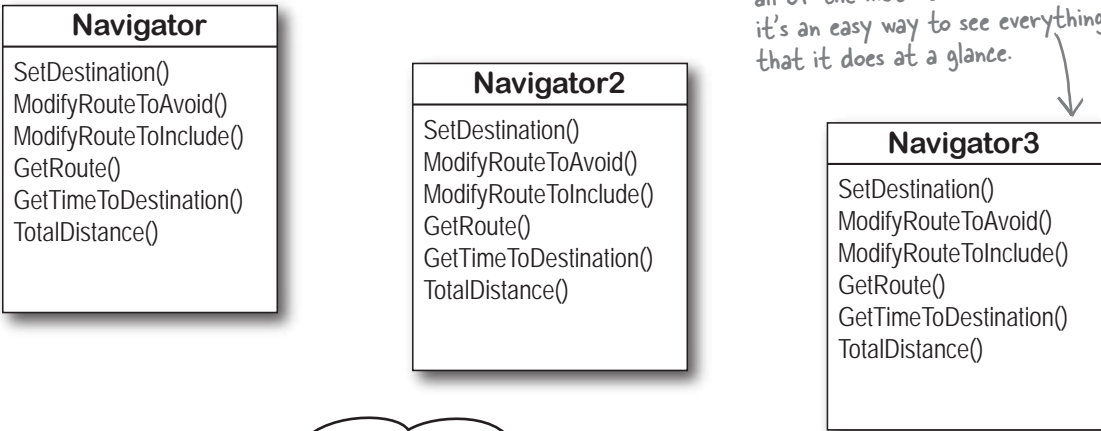 Navigator
SetDestination()
ModifyRouteToAvoid()
ModifyRouteToInclude()
GetRoute()
GetTimeToDestination()
TotalDistance()
Navigator2
SetDestination()
ModifyRouteToAvoid()
ModifyRouteToInclude()
GetRoute()
GetTimeToDestination()
TotalDistance()
it's an easy way to see everything
that it does at a glance.
Navigator3
SetDestination()
ModifyRouteToAvoid()
ModifyRouteToInclude()
GetRoute()
GetTimeToDestination()
TotalDistance()